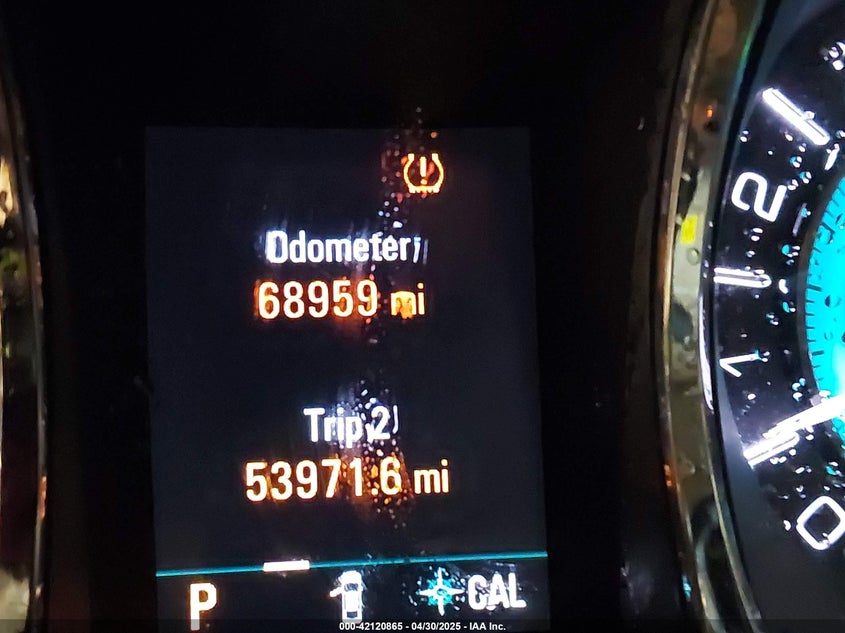 Odometer
68959 mi
Trip 2
53971.6 mi
P
CAL
2
1
0
000-42120865 - 04/30/2025 - IAA Inc.